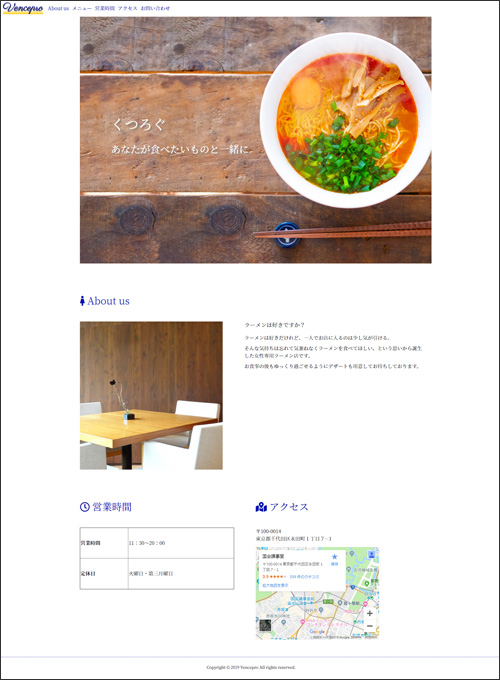 Vencepro About us メニュー 営業時間 アクセス お問い合わせ
くつろぐ
あなたが食べたいものと一緒に。
About us
ラーメンは好きですか？
ラーメンは好きだけれど、一人でお店に入るのは少し気が引ける。
そんな気持ちは忘れて気兼ねなくラーメンを食べてほしい。という思いから誕生
した女性専用ラーメン店です。
お食事の後もゆっくり過ごせるようにデザートも用意してお待ちしております。
営業時間
営業時間 11：30～20：00
定休日 火曜日・第三月曜日
アクセス
〒100-0014
東京都千代田区永田町１丁目７−１
国会議事堂
〒100-0014 東京都千代田区永田町１
丁目７−１
拡大地図を表示
Google
Copyright © 2019 Vencepro All rights reserved.